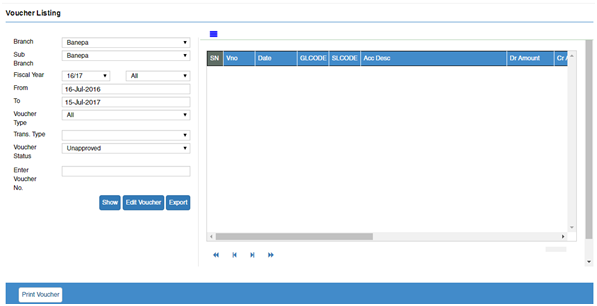 Voucher Listing
Branch Banepa
Sub Branch Banepa
Fiscal Year 16/17 All
From 16-Jul-2016
To 15-Jul-2017
Voucher Type All
Trans. Type
Voucher Status Unapproved
Enter Voucher No.
Show Edit Voucher Export
SN Vno Date GLCODE SLCODE Acc Desc Dr Amount Cr A
Print Voucher